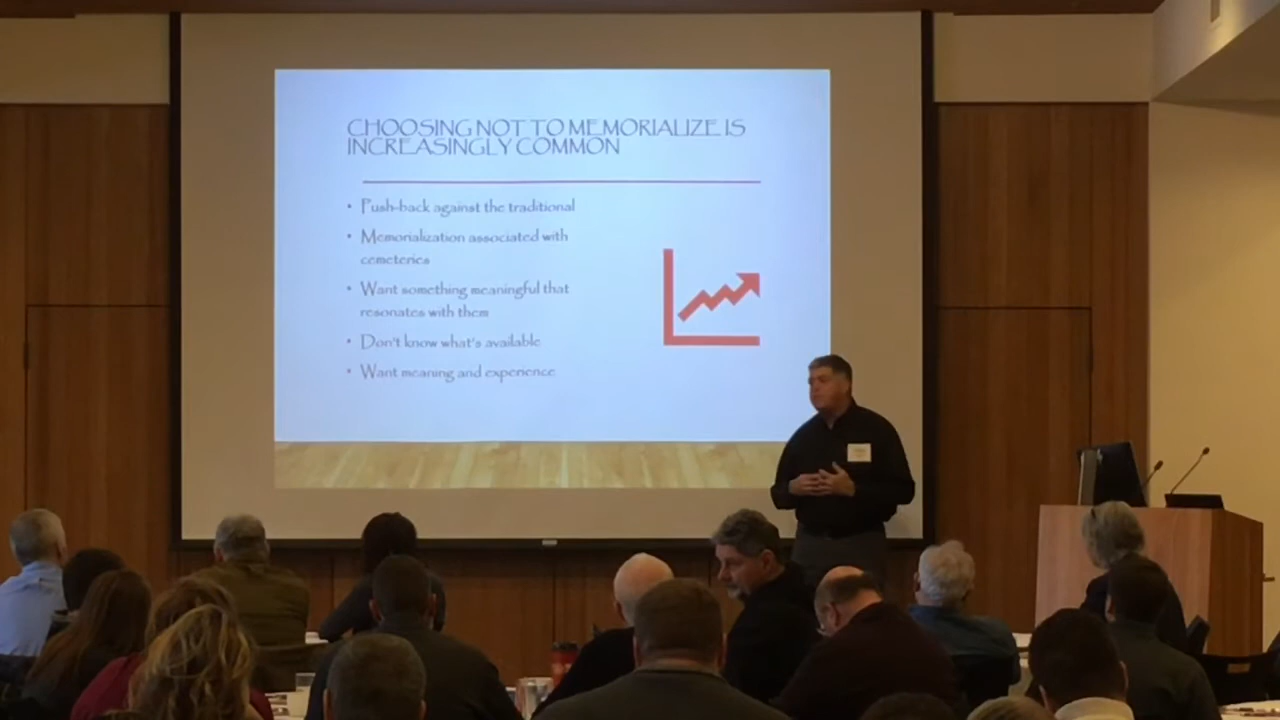 CHOOSING NOT TO MEMORIALIZE IS
INCREASINGLY COMMON
• Push-back against the traditional
• Memorialization associated with
cemeteries
• Want something meaningful that
resonates with them
• Don't know what's available
• Want meaning and experience